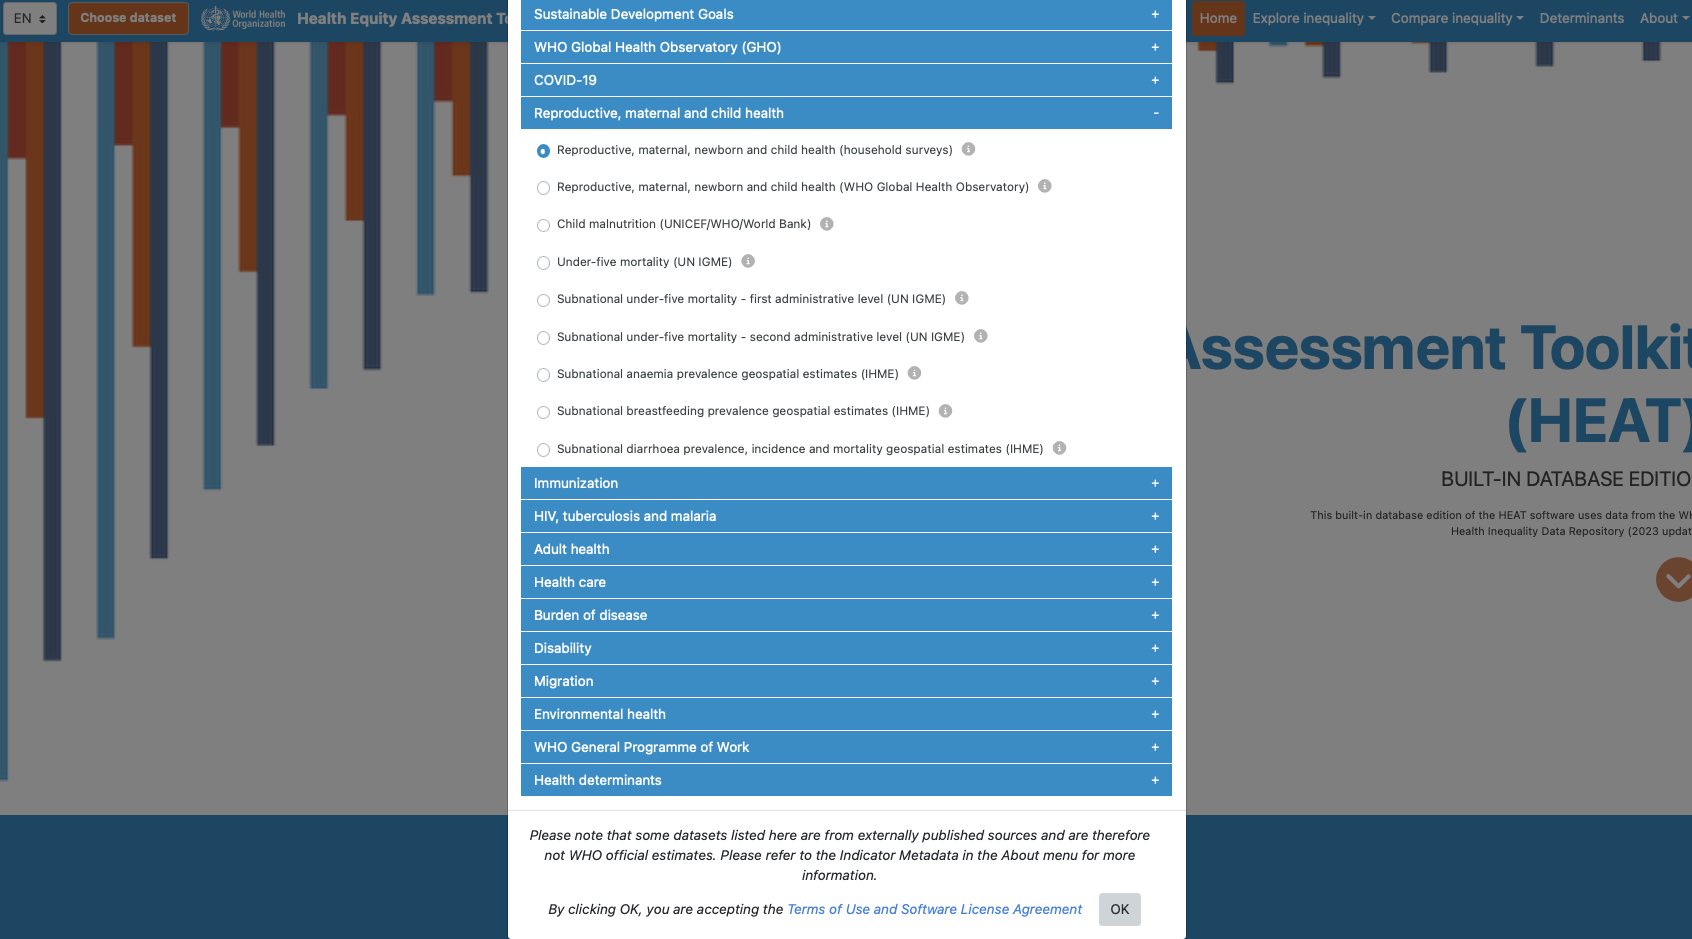 EN
Choose dataset
World Health
Organization
Health Equity Assessment To
Home
Explore inequality
Compare inequality
Determinants
About
Sustainable Development Goals +
WHO Global Health Observatory (GHO) +
COVID-19 +
Reproductive, maternal and child health -
Reproductive, maternal, newborn and child health (household surveys)
Reproductive, maternal, newborn and child health (WHO Global Health Observatory)
Child malnutrition (UNICEF/WHO/World Bank)
Under-five mortality (UN IGME)
Subnational under-five mortality - first administrative level (UN IGME)
Subnational under-five mortality - second administrative level (UN IGME)
Subnational anaemia prevalence geospatial estimates (IHME)
Subnational breastfeeding prevalence geospatial estimates (IHME)
Subnational diarrhoea prevalence, incidence and mortality geospatial estimates (IHME)
Immunization +
HIV, tuberculosis and malaria +
Adult health +
Health care +
Burden of disease +
Disability +
Migration +
Environmental health +
WHO General Programme of Work +
Health determinants +
Please note that some datasets listed here are from externally published sources and are therefore
not WHO official estimates. Please refer to the Indicator Metadata in the About menu for more
information.
By clicking OK, you are accepting the Terms of Use and Software License Agreement
OK
Assessment Toolkit
(HEAT)
BUILT-IN DATABASE EDITIO
This built-in database edition of the HEAT software uses data from the WH
Health Inequality Data Repository (2023 updat